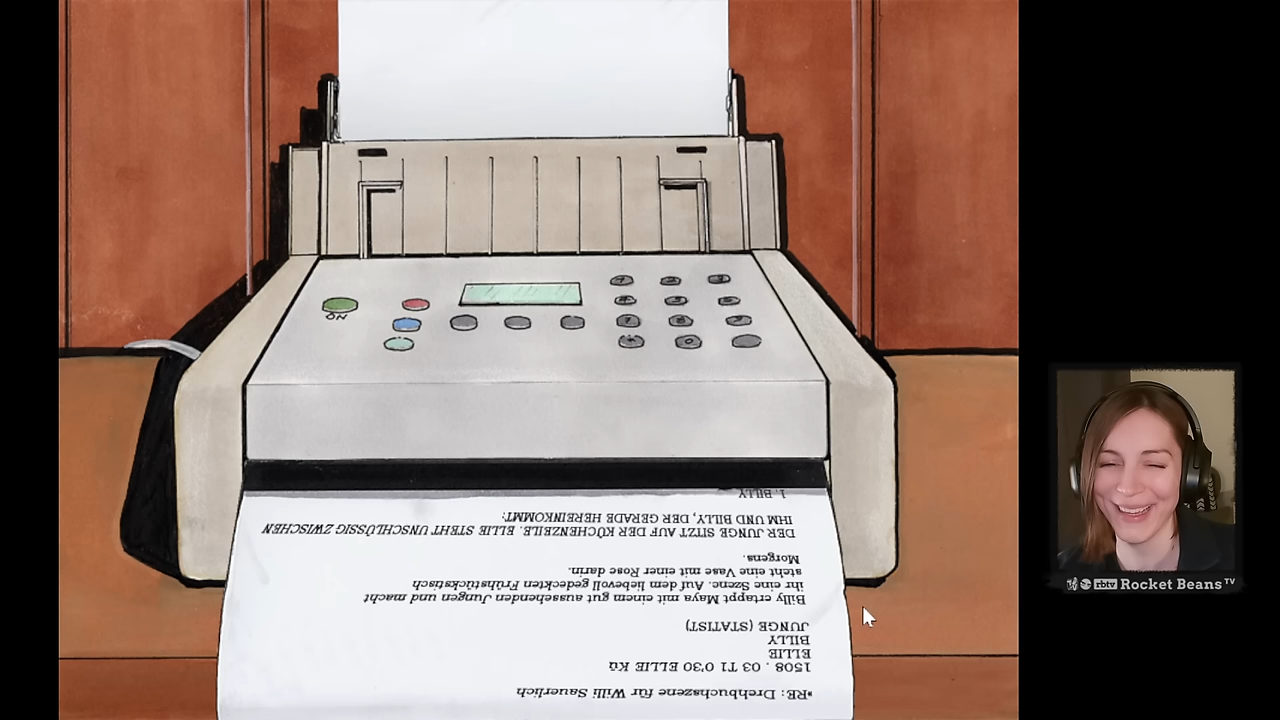 *RE: Drehbuchszene für Willi Sauerlich
1508 . 03 T1 0'30 ELLIE Kü
ELLIE
BILLY
JUNGE (STATIST)
Billy ertappt Maya mit einem gut aussehenden Jungen und macht
ihr eine Szene. Auf dem liebevoll gedeckten Frühstückstisch
steht eine Vase mit einer Rose darin.
Morgens.
DER JUNGE SITZT AUF DER KÜCHENZEILE. ELLIE STEHT UNSCHLÜSSIG ZWISCHEN
IHM UND BILLY, DER GERADE HEREINKOMMT:
1. BILLY
ON
rbtv Rocket Beans TV